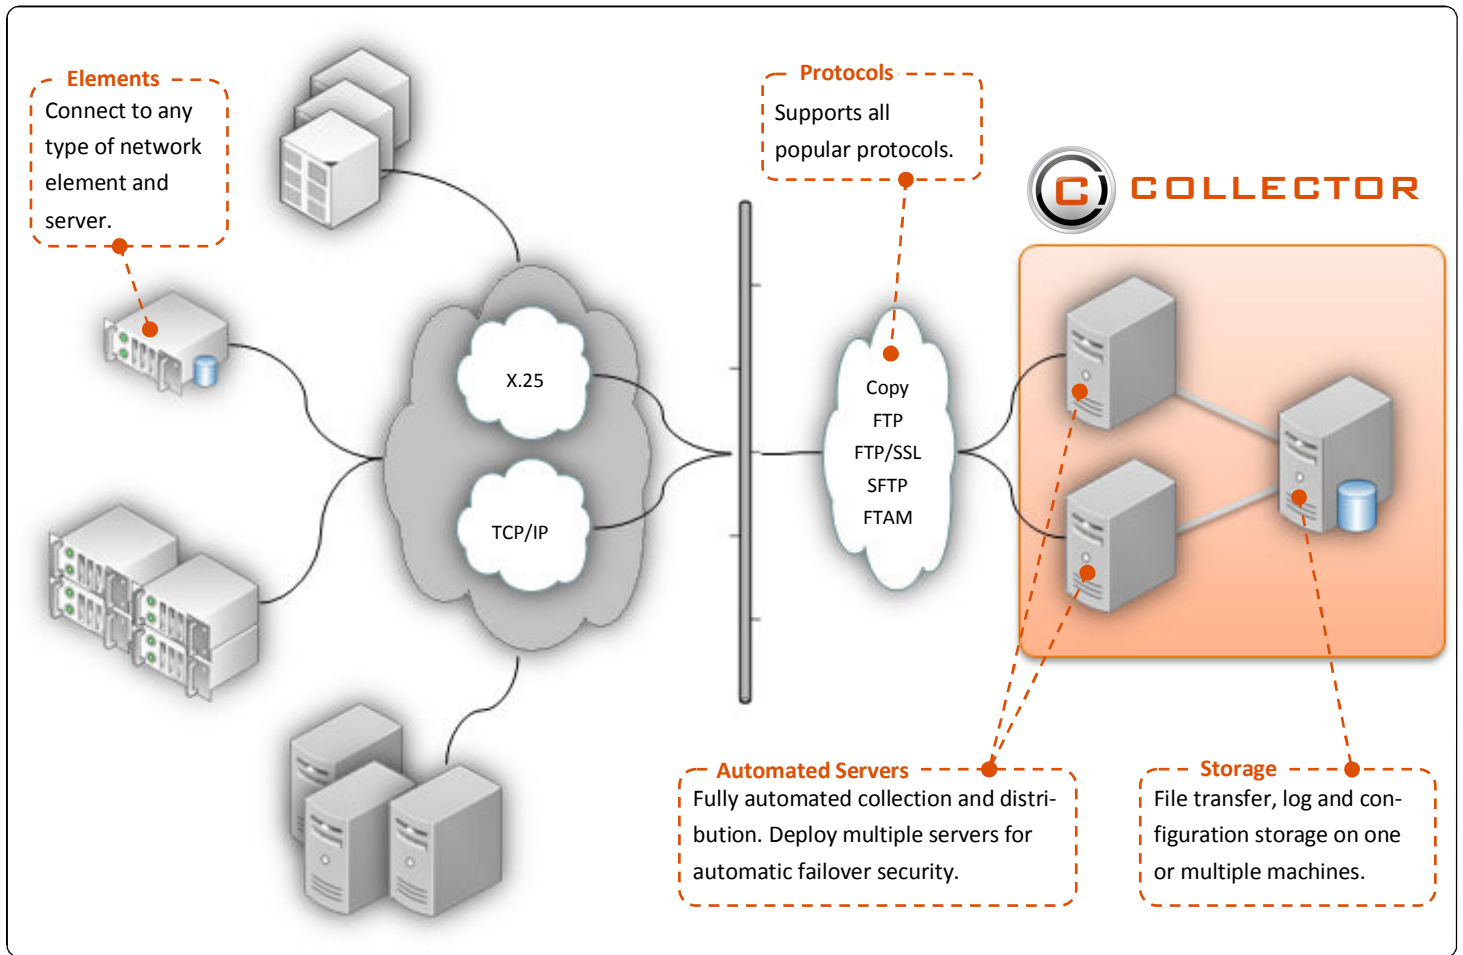 Elements
Connect to any
type of network
element and
server.
Protocols
Supports all
popular protocols.
C COLLECTOR
X.25
TCP/IP
Copy
FTP
FTP/SSL
SFTP
FTAM
Automated Servers
Fully automated collection and distri-
bution. Deploy multiple servers for
automatic failover security.
Storage
File transfer, log and con-
figuration storage on one
or multiple machines.